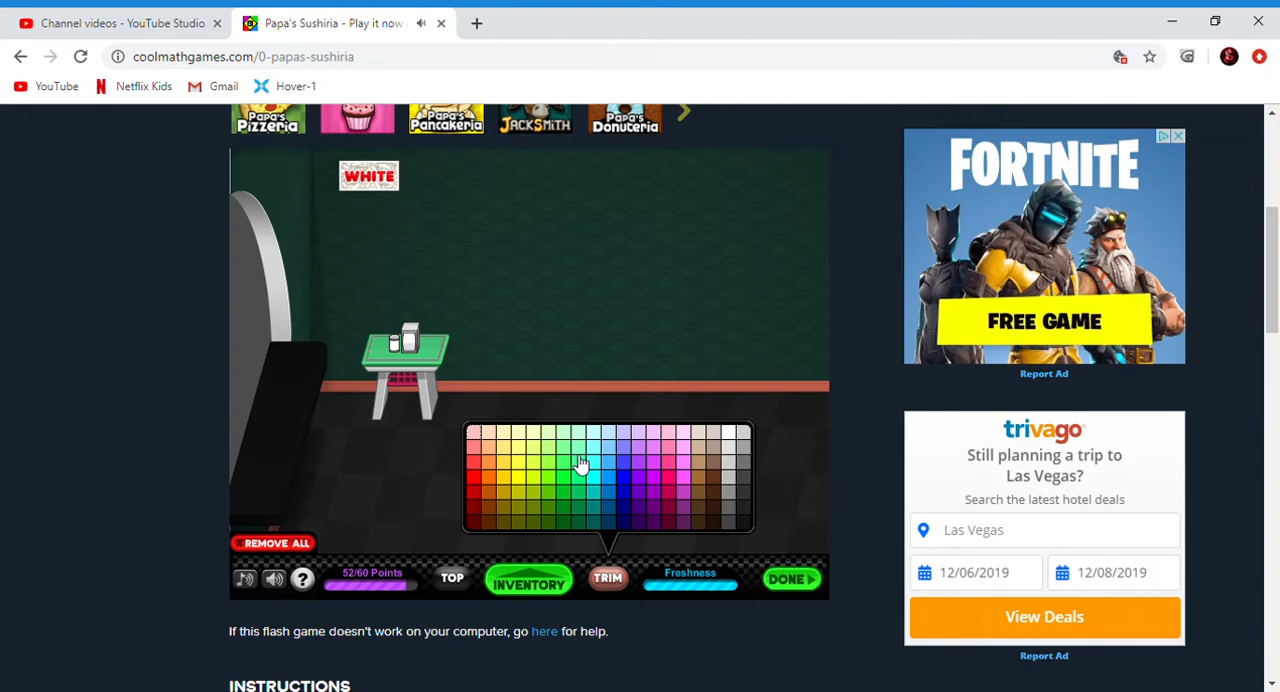 Channel videos - YouTube Studio
Papa's Sushiria - Play it now
coolmathgames.com/0-papas-sushiria
YouTube
Netflix Kids
Gmail
Hover-1
Papa's Pizzeria
Papa's Pancakeria
JACKSMITH
Papa's Donuteria
WHITE
REMOVE ALL
52/60 Points
TOP
INVENTORY
TRIM
Freshness
DONE
If this flash game doesn't work on your computer, go here for help.
INSTRUCTIONS
FORTNITE
FREE GAME
Report Ad
trivago
Still planning a trip to
Las Vegas?
Search the latest hotel deals
Las Vegas
12/06/2019
12/08/2019
View Deals
Report Ad